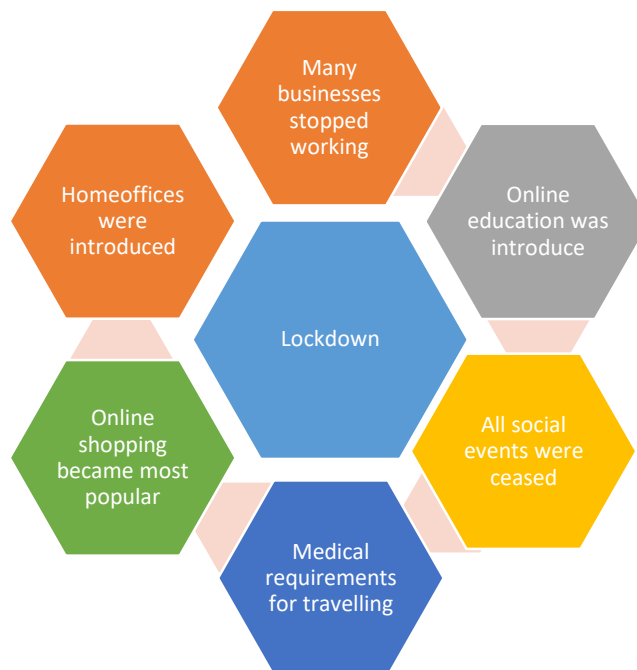 Many
businesses
stopped
working
Homeoffices
were
introduced
Online
education was
introduce
Lockdown
Online
shopping
became most
popular
All social
events were
ceased
Medical
requirements
for travelling